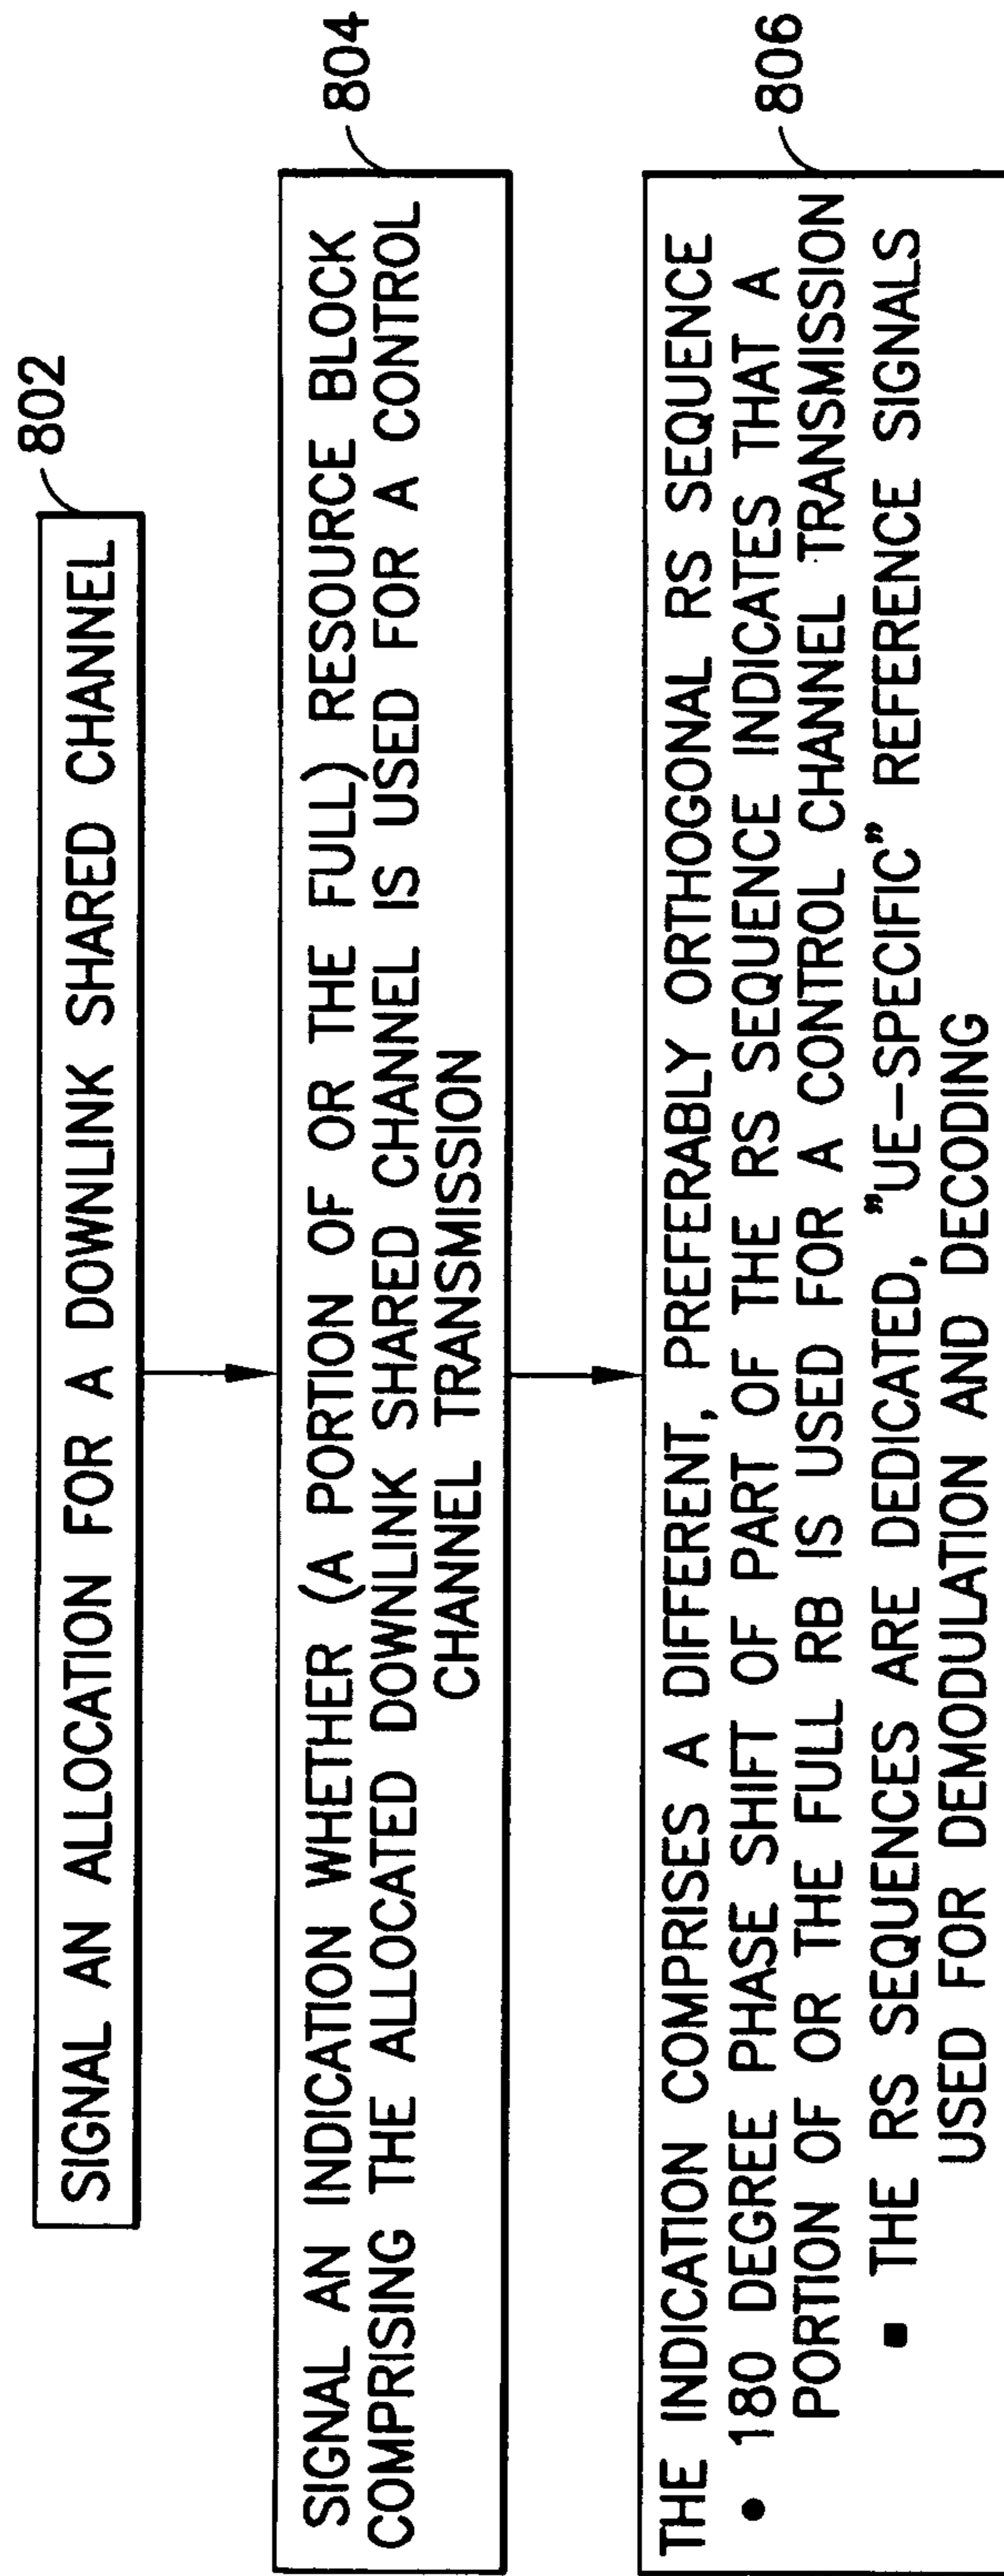 802
SIGNAL AN ALLOCATION FOR A DOWNLINK SHARED CHANNEL
804
SIGNAL AN INDICATION WHETHER (A PORTION OF OR THE FULL) RESOURCE BLOCK
COMPRISING THE ALLOCATED DOWNLINK SHARED CHANNEL IS USED FOR A CONTROL
CHANNEL TRANSMISSION
806
THE INDICATION COMPRISES A DIFFERENT, PREFERABLY ORTHOGONAL RS SEQUENCE
• 180 DEGREE PHASE SHIFT OF PART OF THE RS SEQUENCE INDICATES THAT A
PORTION OF OR THE FULL RB IS USED FOR A CONTROL CHANNEL TRANSMISSION
▪ THE RS SEQUENCES ARE DEDICATED, "UE-SPECIFIC" REFERENCE SIGNALS
USED FOR DEMODULATION AND DECODING